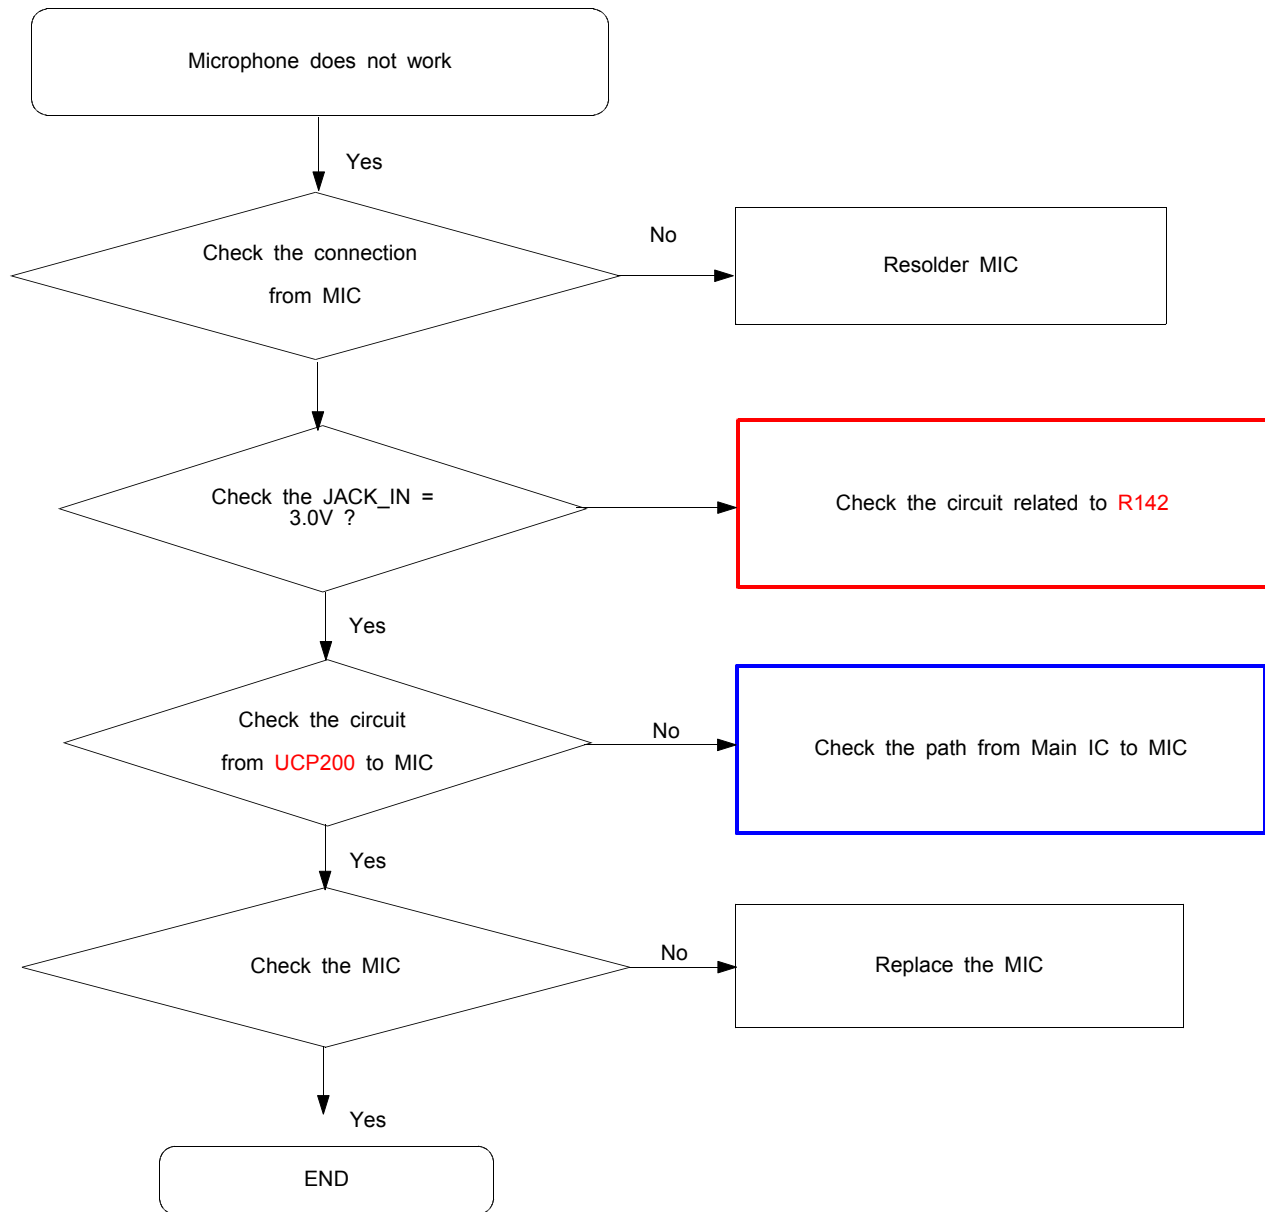 Microphone does not work
Yes
Check the connection
from MIC
No
Resolder MIC
Check the JACK_IN =
3.0V ?
Check the circuit related to R142
Yes
Check the circuit
from UCP200 to MIC
No
Check the path from Main IC to MIC
Yes
Check the MIC
No
Replace the MIC
Yes
END